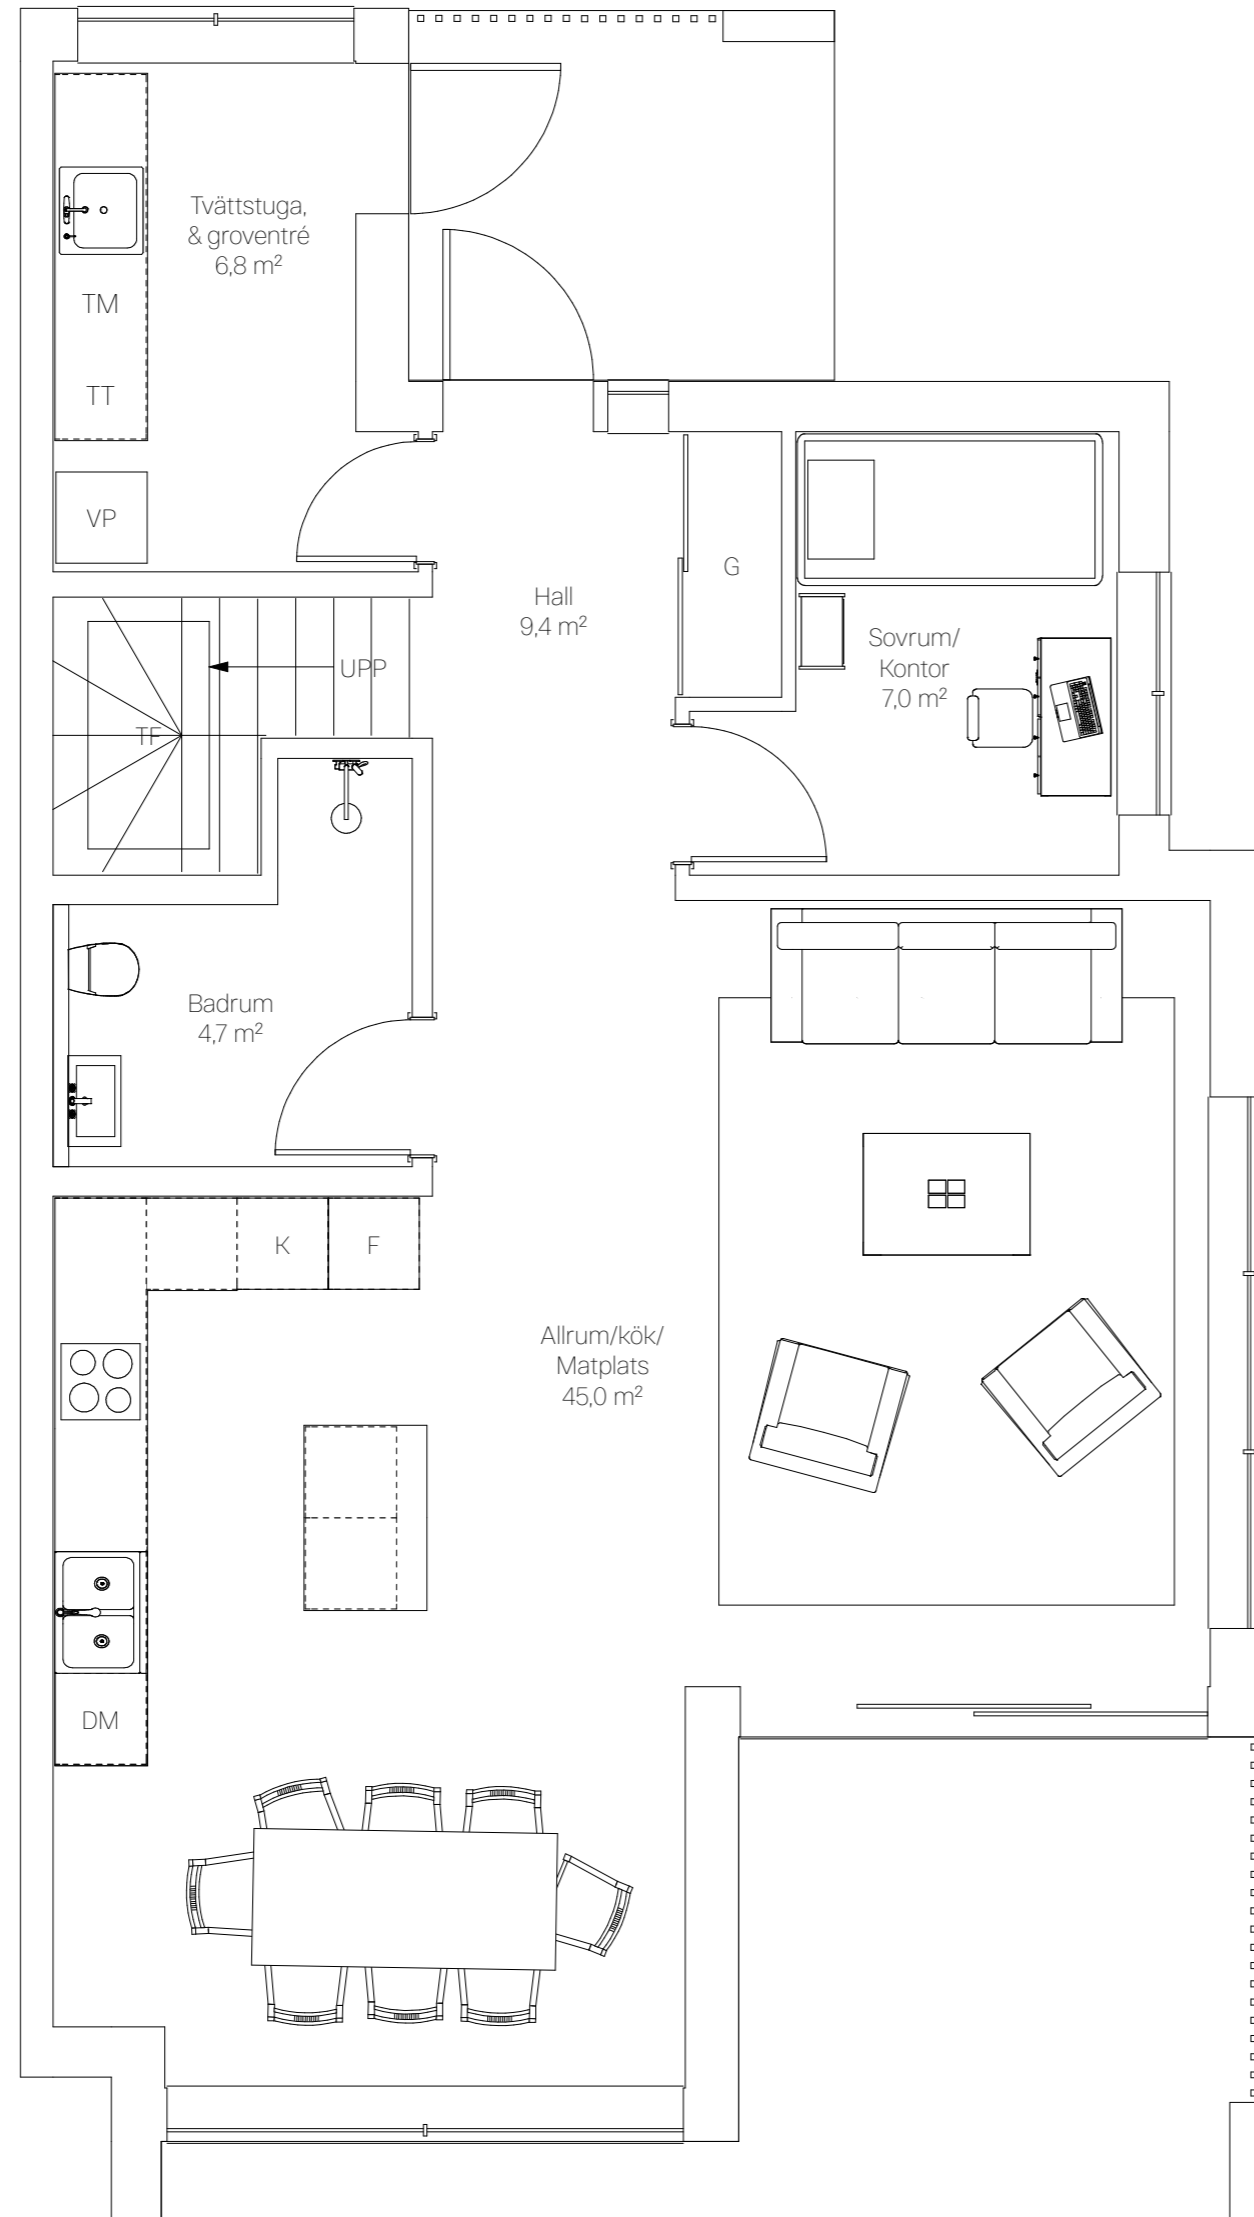 Tvättstuga,
& groventré
6,8 m²
TM
TT
VP
Hall
9,4 m²
G
Sovrum/
Kontor
7,0 m²
UPP
TF
Badrum
4,7 m²
K
F
Allrum/kök/
Matplats
45,0 m²
DM